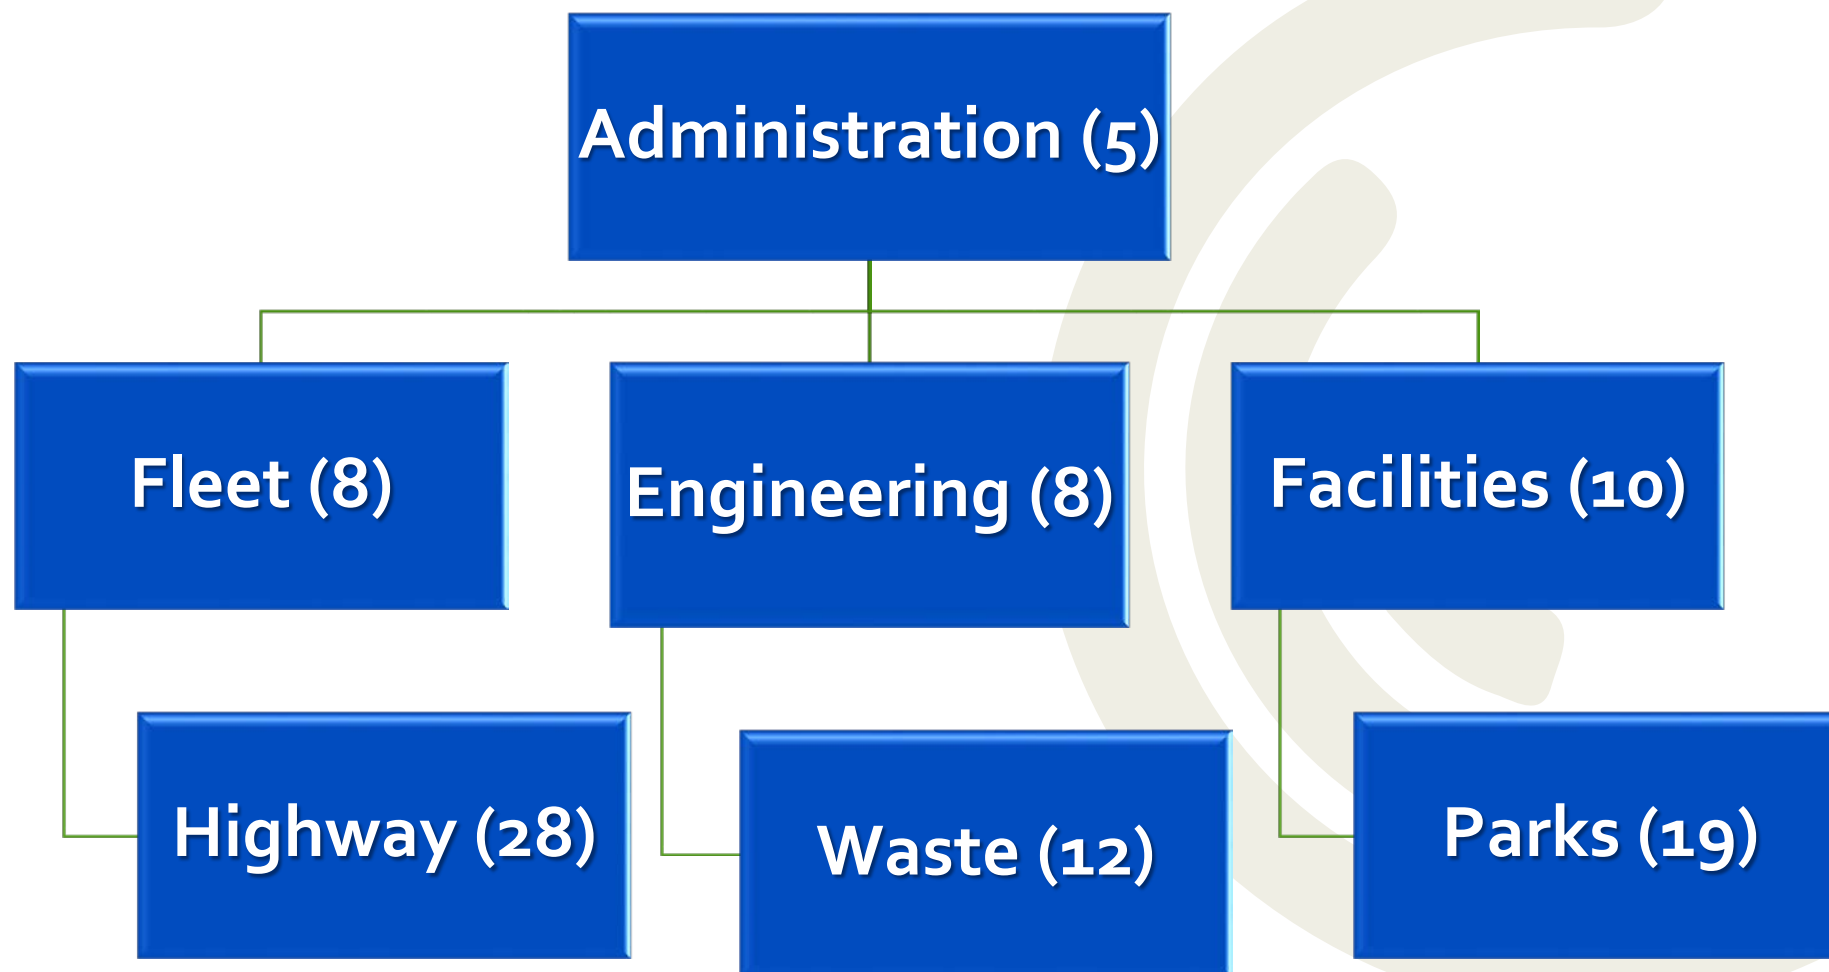 Administration (5)
Fleet (8)
Engineering (8)
Facilities (10)
Highway (28)
Waste (12)
Parks (19)